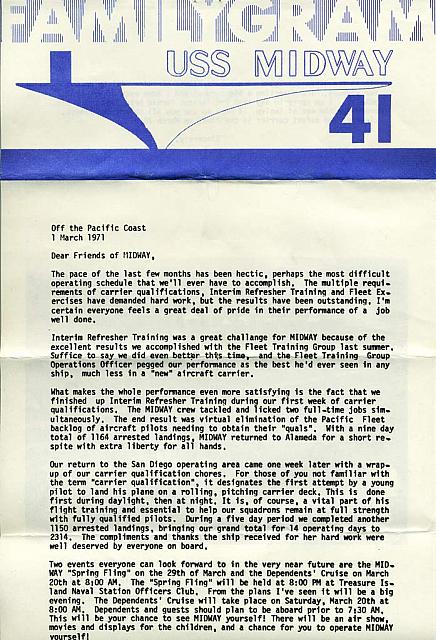 FAMILYGRAM
USS MIDWAY
41
Off the Pacific Coast
1 March 1971
Dear Friends of MIDWAY,
The pace of the last few months has been hectic, perhaps the most difficult
operating schedule that we'll ever have to accomplish. The multiple requi-
rements of carrier qualifications, Interim Refresher Training and Fleet Ex-
ercises have demanded hard work, but the results have been outstanding. I'm
certain everyone feels a great deal of pride in their performance of a job
well done.
Interim Refresher Training was a great challange for MIDWAY because of the
excellent results we accomplished with the Fleet Training Group last summer.
Suffice to say we did even better this time, and the Fleet Training Group
Operations Officer pegged our performance as the best he'd ever seen in any
ship, much less in a "new" aircraft carrier.
What makes the whole performance even more satisfying is the fact that we
finished up Interim Refresher Training during our first week of carrier
qualifications. The MIDWAY crew tackled and licked two full-time jobs sim-
ultaneously. The end result was virtual elimination of the Pacific Fleet
backlog of aircraft pilots needing to obtain their "quals". With a nine day
total of 1164 arrested landings, MIDWAY returned to Alameda for a short re-
spite with extra liberty for all hands.
Our return to the San Diego operating area came one week later with a wrap-
up of our carrier qualification chores. For those of you not familiar with
the term "carrier qualification", it designates the first attempt by a young
pilot to land his plane on a rolling, pitching carrier deck. This is done
first during daylight, then at night. It is, of course, a vital part of his
flight training and essential to help our squadrons remain at full strength
with fully qualified pilots. During a five day period we completed another
1150 arrested landings, bringing our grand total for 14 operating days to
2314. The compliments and thanks the ship received for her hard work were
well deserved by everyone on board.
Two events everyone can look forward to in the very near future are the MID-
WAY "Spring Fling" on the 29th of March and the Dependents' Cruise on March
20th at 8:00 AM. The "Spring Fling" will be held at 8:00 PM at Treasure Is-
land Naval Station Officers Club. From the plans I've seen it will be a big
evening. The Dependents' Cruise will take place on Saturday, March 20th at
8:00 AM. Dependents and guests should plan to be aboard prior to 7:30 AM.
This will be your chance to see MIDWAY yourself! There will be an air show,
movies and displays for the children, and a chance for you to operate MIDWAY
yourself!